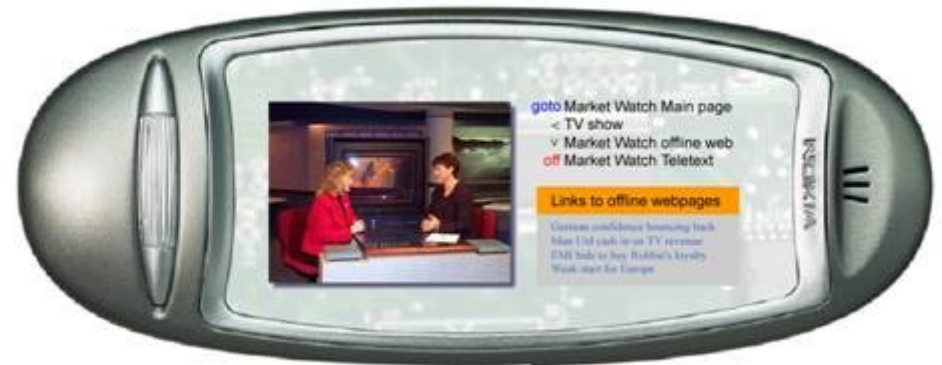 goto Market Watch Main page
< TV show
v Market Watch offline web
off Market Watch Teletext
Links to offline webpages
German confidence bouncing back
Man Utd cash in on TV revenue
EMI bids to buy Robbie's loyalty
Weak start for Europe
NOKIA